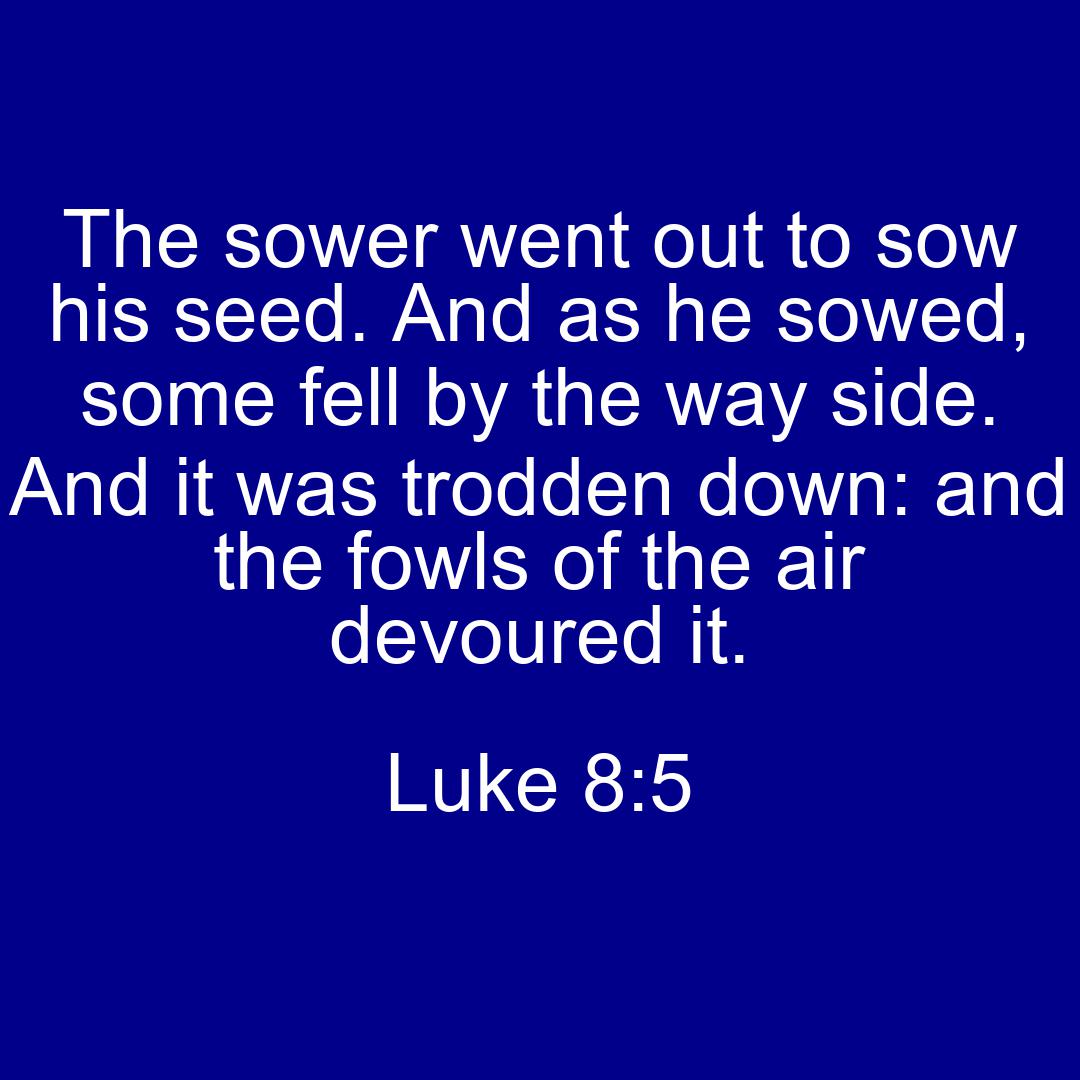 The sower went out to sow
his seed. And as he sowed,
some fell by the way side.
And it was trodden down: and
the fowls of the air
devoured it.
Luke 8:5